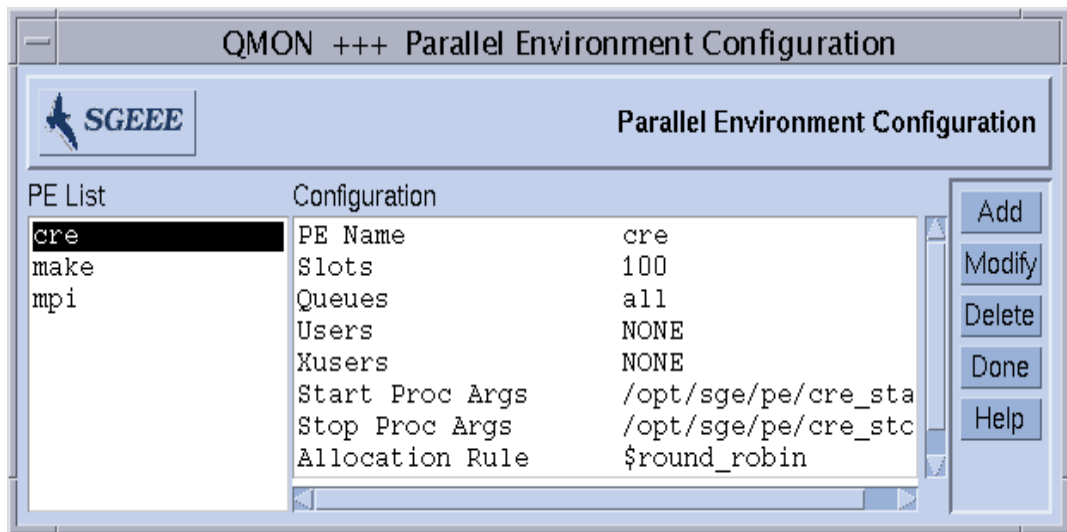 QMON +++ Parallel Environment Configuration
SGEEE
Parallel Environment Configuration
PE List
cre
make
mpi
Configuration
PE Name cre
Slots 100
Queues all
Users NONE
Xusers NONE
Start Proc Args /opt/sge/pe/cre_sta
Stop Proc Args /opt/sge/pe/cre_stc
Allocation Rule $round_robin
Add
Modify
Delete
Done
Help